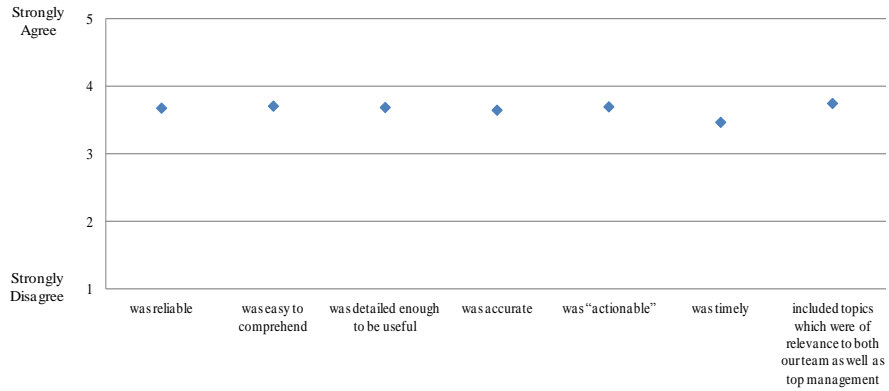 Strongly
Agree
5
4
3
2
Strongly
Disagree
1
was reliable
was easy to
comprehend
was detailed enough
to be useful
was accurate
was “actionable”
was timely
included topics
which were of
relevance to both
our team as well as
top management